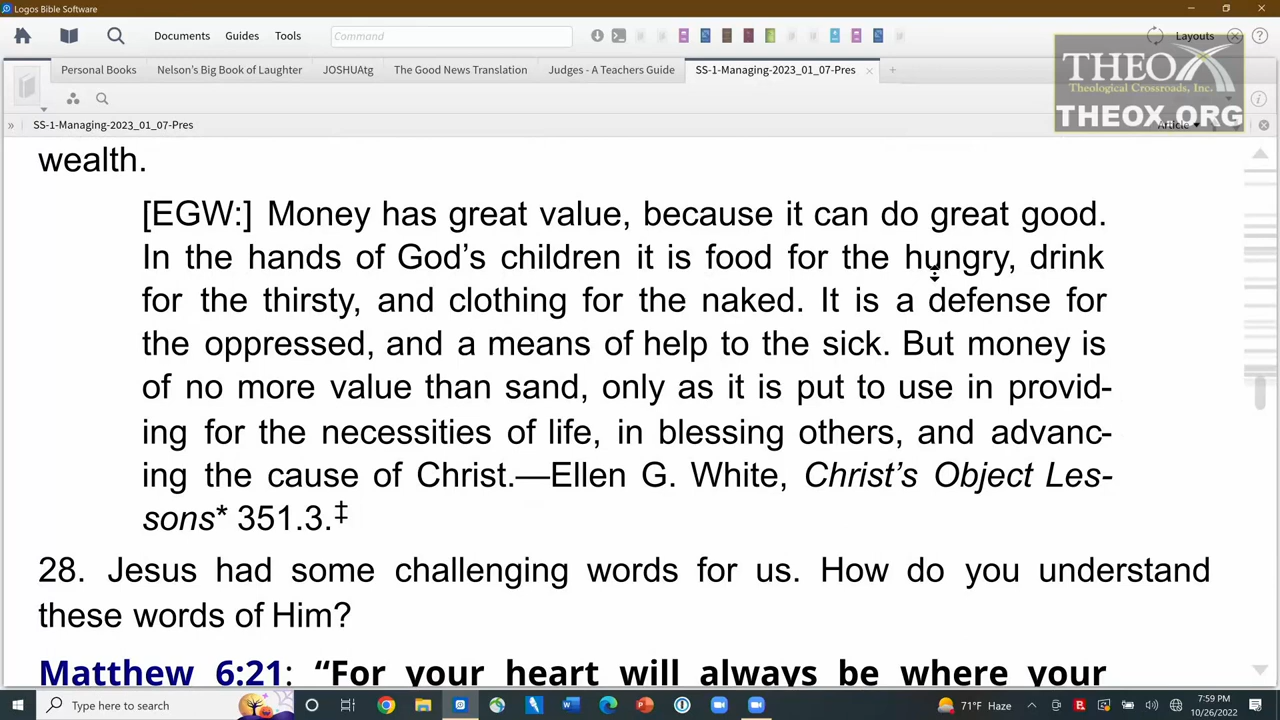 Logos Bible Software
Documents Guides Tools Command Layouts
THEOX
Theological Crossroads, Inc.
THEOX.ORG
Personal Books Nelson's Big Book of Laughter JOSHUAtg The Good News Translation Judges - A Teachers Guide SS-1-Managing-2023_01_07-Pres
SS-1-Managing-2023_01_07-Pres Article
wealth.
[EGW:] Money has great value, because it can do great good.
In the hands of God's children it is food for the hungry, drink
for the thirsty, and clothing for the naked. It is a defense for
the oppressed, and a means of help to the sick. But money is
of no more value than sand, only as it is put to use in provid-
ing for the necessities of life, in blessing others, and advanc-
ing the cause of Christ.—Ellen G. White, Christ's Object Les-
sons* 351.3.‡
28. Jesus had some challenging words for us. How do you understand
these words of Him?
Matthew 6:21: “For your heart will always be where your
Type here to search 71°F Haze 7:59 PM
10/26/2022